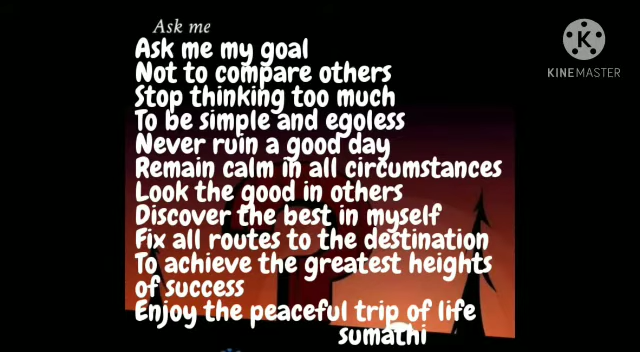 Ask me
Ask me my goal
Not to compare others
Stop thinking too much
To be simple and egoless
Never ruin a good day
Remain calm in all circumstances
Look the good in others
Discover the best in myself
Fix all routes to the destination
To achieve the greatest heights
of success
Enjoy the peaceful trip of life
sumathi
KINEMASTER